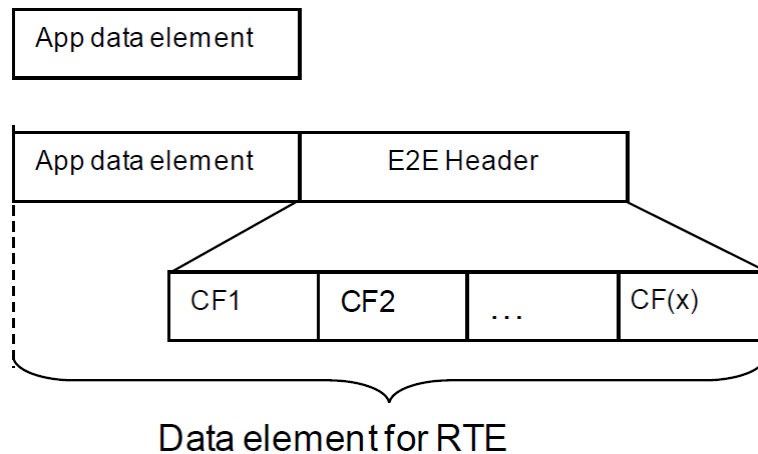 App data element
App data element
E2E Header
CF1
CF2
...
CF(x)
Data element for RTE